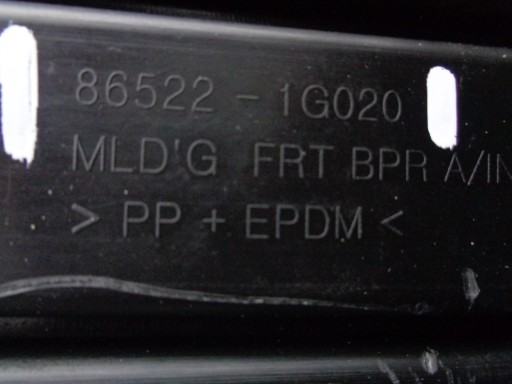 86522 - 1G020
MLD'G FRT BPR A/IN
> PP + EPDM <